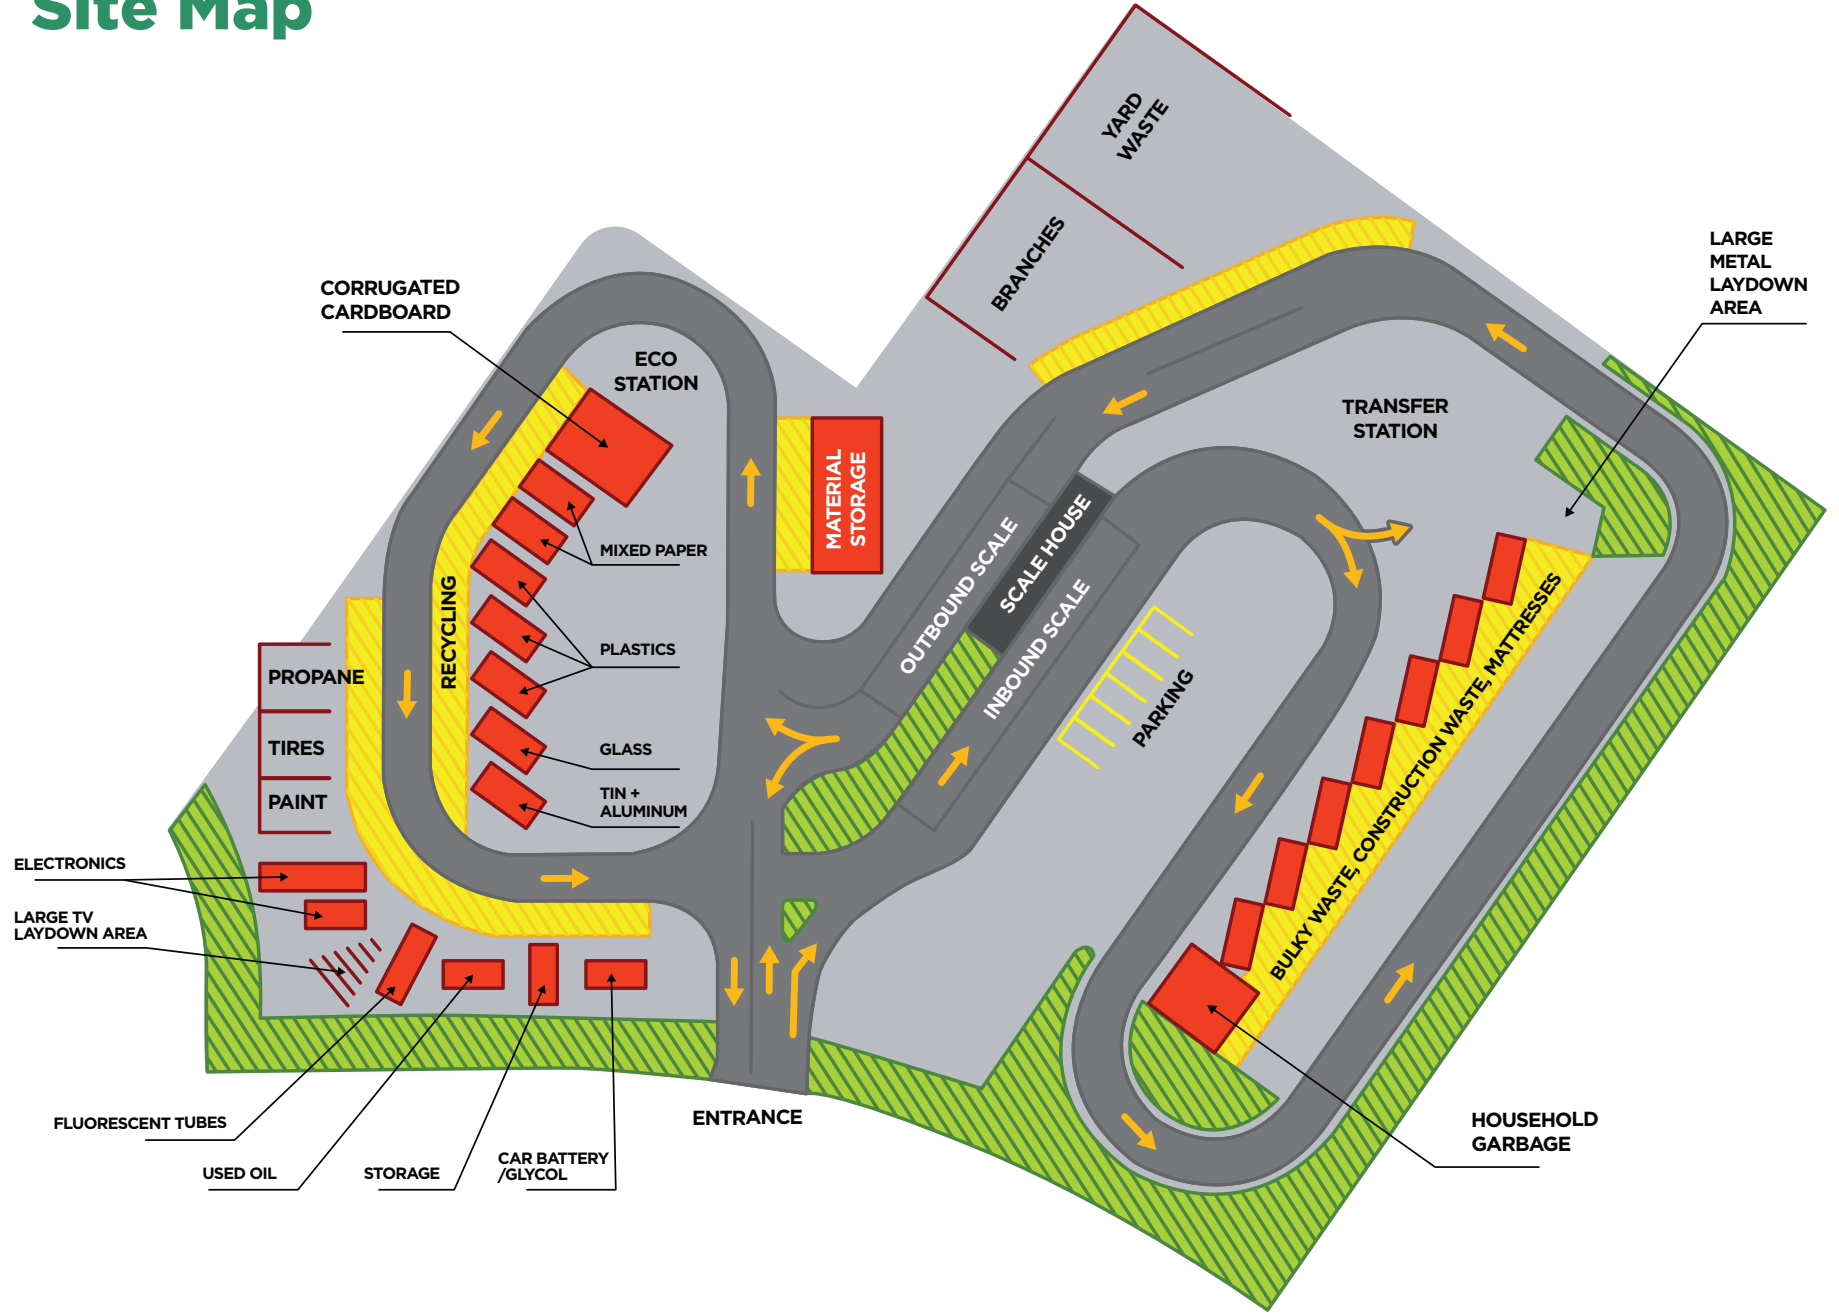 Site Map
YARD
WASTE
BRANCHES
LARGE
METAL
LAYDOWN
AREA
CORRUGATED
CARDBOARD
ECO
STATION
TRANSFER
STATION
MATERIAL
STORAGE
MIXED PAPER
OUTBOUND SCALE
SCALE HOUSE
INBOUND SCALE
RECYCLING
PLASTICS
PROPANE
PARKING
BULKY WASTE, CONSTRUCTION WASTE, MATTRESSES
TIRES
GLASS
PAINT
TIN +
ALUMINUM
ELECTRONICS
LARGE TV
LAYDOWN AREA
FLUORESCENT TUBES
ENTRANCE
HOUSEHOLD
GARBAGE
USED OIL
STORAGE
CAR BATTERY
/GLYCOL